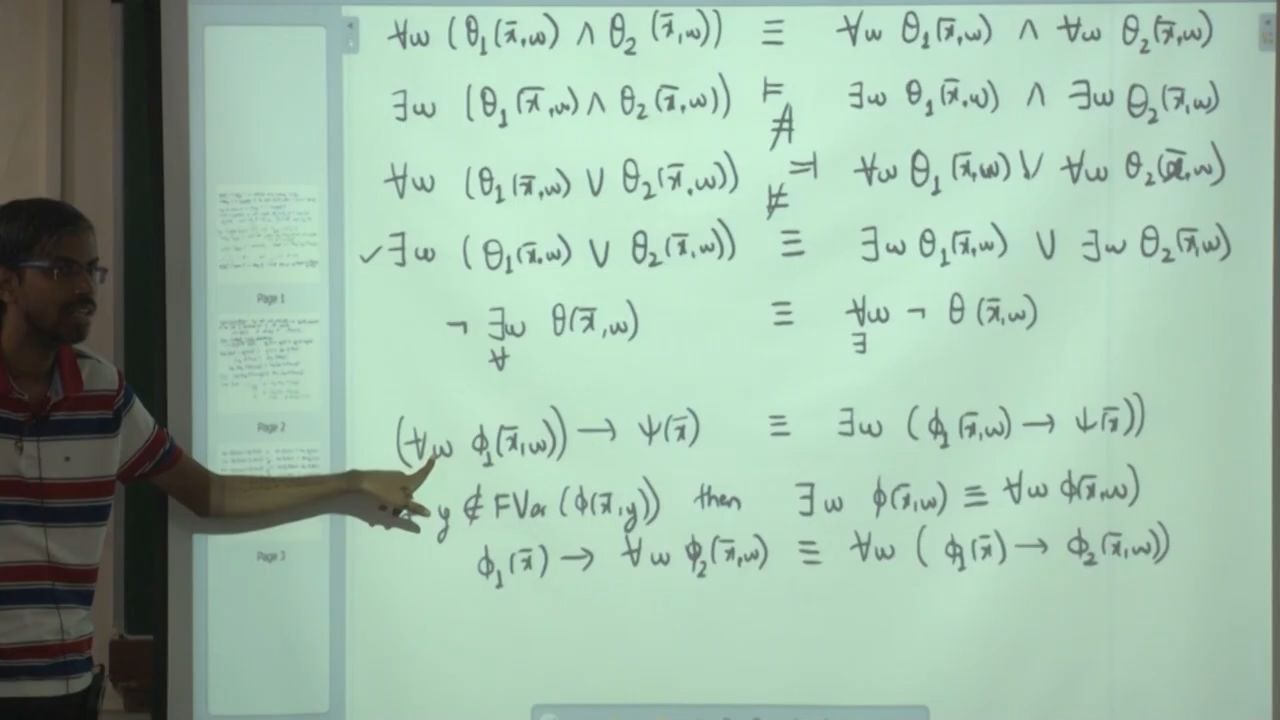 ∀w (θ₁(x̄,w) ∧ θ₂(x̄,w)) ≡ ∀w θ₁(x̄,w) ∧ ∀w θ₂(x̄,w)
∃w (θ₁(x̄,w) ∧ θ₂(x̄,w)) ⊨ ∃w θ₁(x̄,w) ∧ ∃w θ₂(x̄,w)
∀w (θ₁(x̄,w) ∨ θ₂(x̄,w)) ⊭ ⫤ ∀w θ₁(x̄,w) ∨ ∀w θ₂(x̄,w)
✓ ∃w (θ₁(x̄,w) ∨ θ₂(x̄,w)) ≡ ∃w θ₁(x̄,w) ∨ ∃w θ₂(x̄,w)
¬ ∃w θ(x̄,w) ≡ ∀w ¬ θ(x̄,w)
∀ ∃
(∀w ϕ₁(x̄,w)) → ψ(x̄) ≡ ∃w (ϕ₁(x̄,w) → ψ(x̄))
y ∉ FVar (ϕ(x̄,y)) then ∃w ϕ(x̄,w) ≡ ∀w ϕ(x̄,w)
ϕ₁(x̄) → ∀w ϕ₂(x̄,w) ≡ ∀w (ϕ₁(x̄) → ϕ₂(x̄,w))
Page 1
Page 2
Page 3